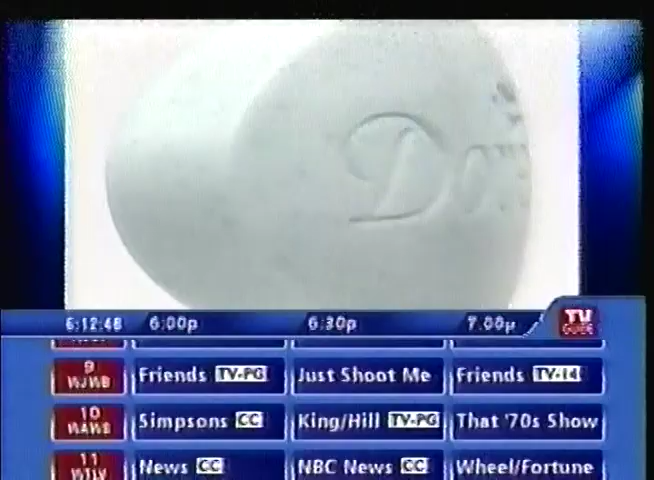 Do
6:12:48 6:00p 6:30p 7:00p TV GUIDE
9 WJWB Friends TV-PG Just Shoot Me Friends TV-14
10 WAWS Simpsons CC King/Hill TV-PG That '70s Show
11 WTLV News CC NBC News CC Wheel/Fortune